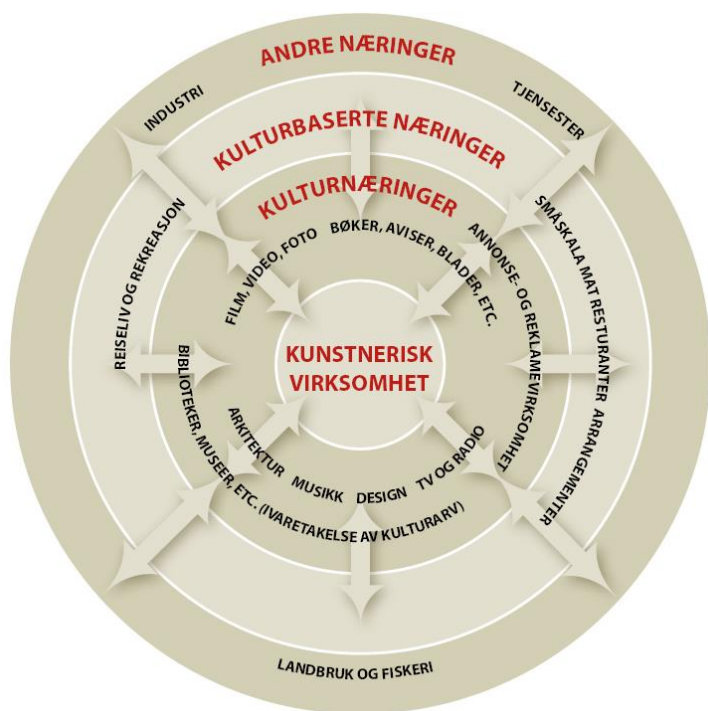 ANDRE NÆRINGER
INDUSTRI
TJENSESTER
KULTURBASERTE NÆRINGER
KULTURNÆRINGER
REISELIV OG REKREASJON
FILM, VIDEO, FOTO
BØKER, AVISER, BLADER, ETC.
ANNONSE- OG REKLAMEVIRKSOMHET
SMÅSKALA MAT RESTURANTER ARRANGEMENTER
KUNSTNERISK
VIRKSOMHET
BIBLIOTEKER, MUSEER, ETC. (IVARETAKELSE AV KULTURARV)
ARKITEKTUR MUSIKK DESIGN TV OG RADIO
LANDBRUK OG FISKERI